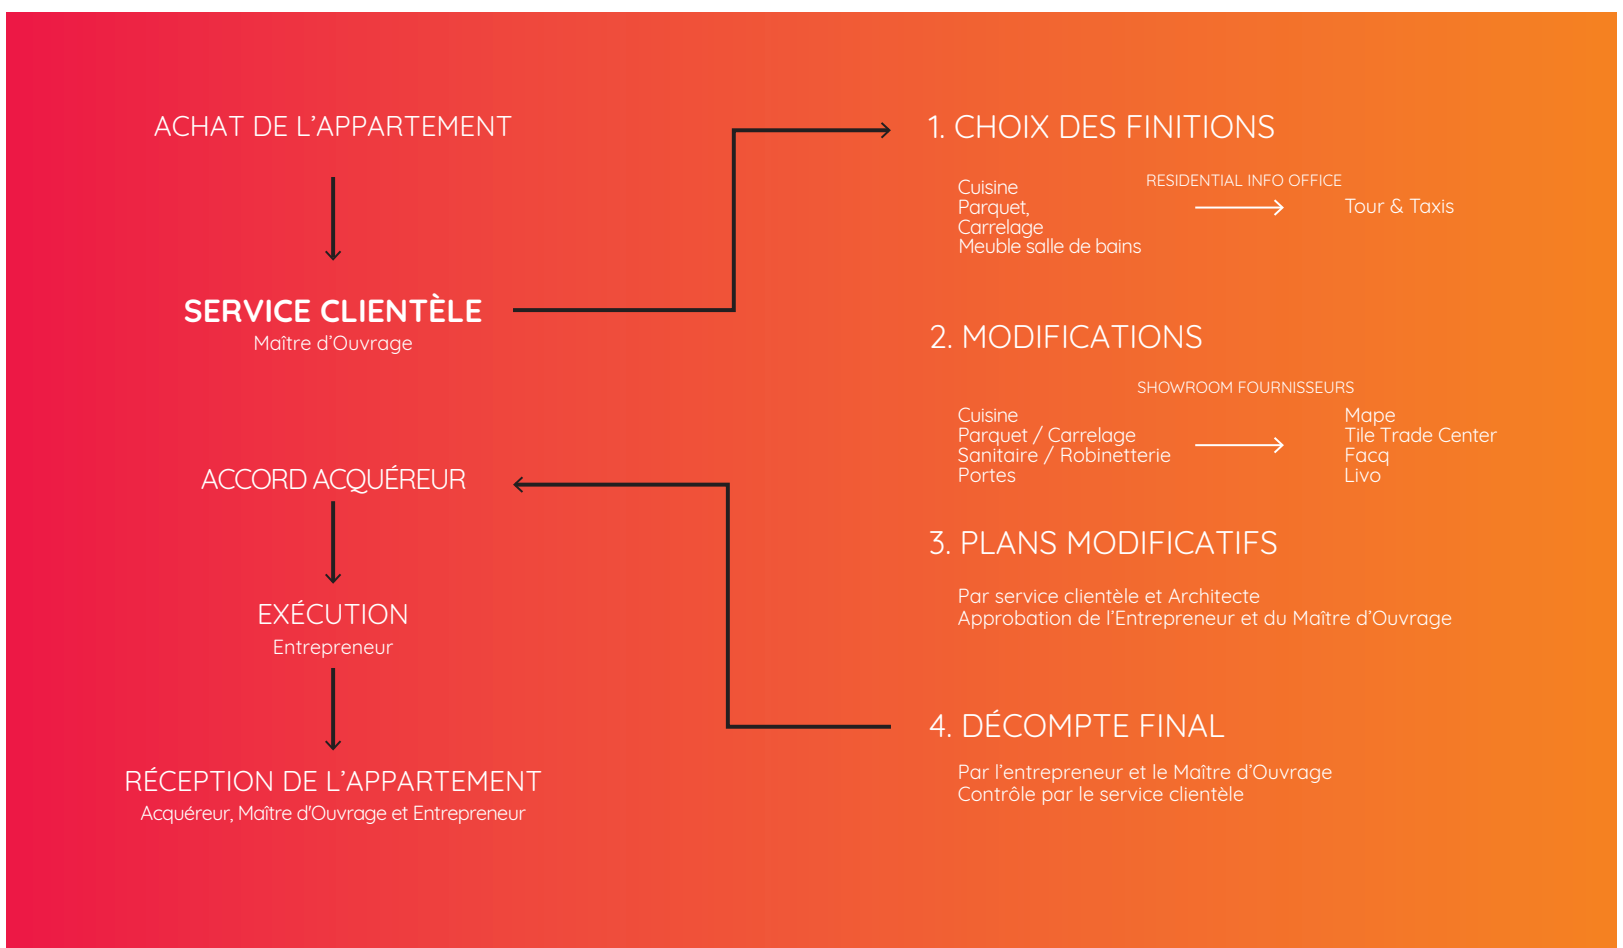 ACHAT DE L’APPARTEMENT
SERVICE CLIENTÈLE
Maître d’Ouvrage
ACCORD ACQUÉREUR
EXÉCUTION
Entrepreneur
RÉCEPTION DE L’APPARTEMENT
Acquéreur, Maître d'Ouvrage et Entrepreneur
1. CHOIX DES FINITIONS
Cuisine
Parquet,
Carrelage
Meuble salle de bains
RESIDENTIAL INFO OFFICE
Tour & Taxis
2. MODIFICATIONS
SHOWROOM FOURNISSEURS
Cuisine
Parquet / Carrelage
Sanitaire / Robinetterie
Portes
Mape
Tile Trade Center
Facq
Livo
3. PLANS MODIFICATIFS
Par service clientèle et Architecte
Approbation de l’Entrepreneur et du Maître d’Ouvrage
4. DÉCOMPTE FINAL
Par l’entrepreneur et le Maître d’Ouvrage
Contrôle par le service clientèle